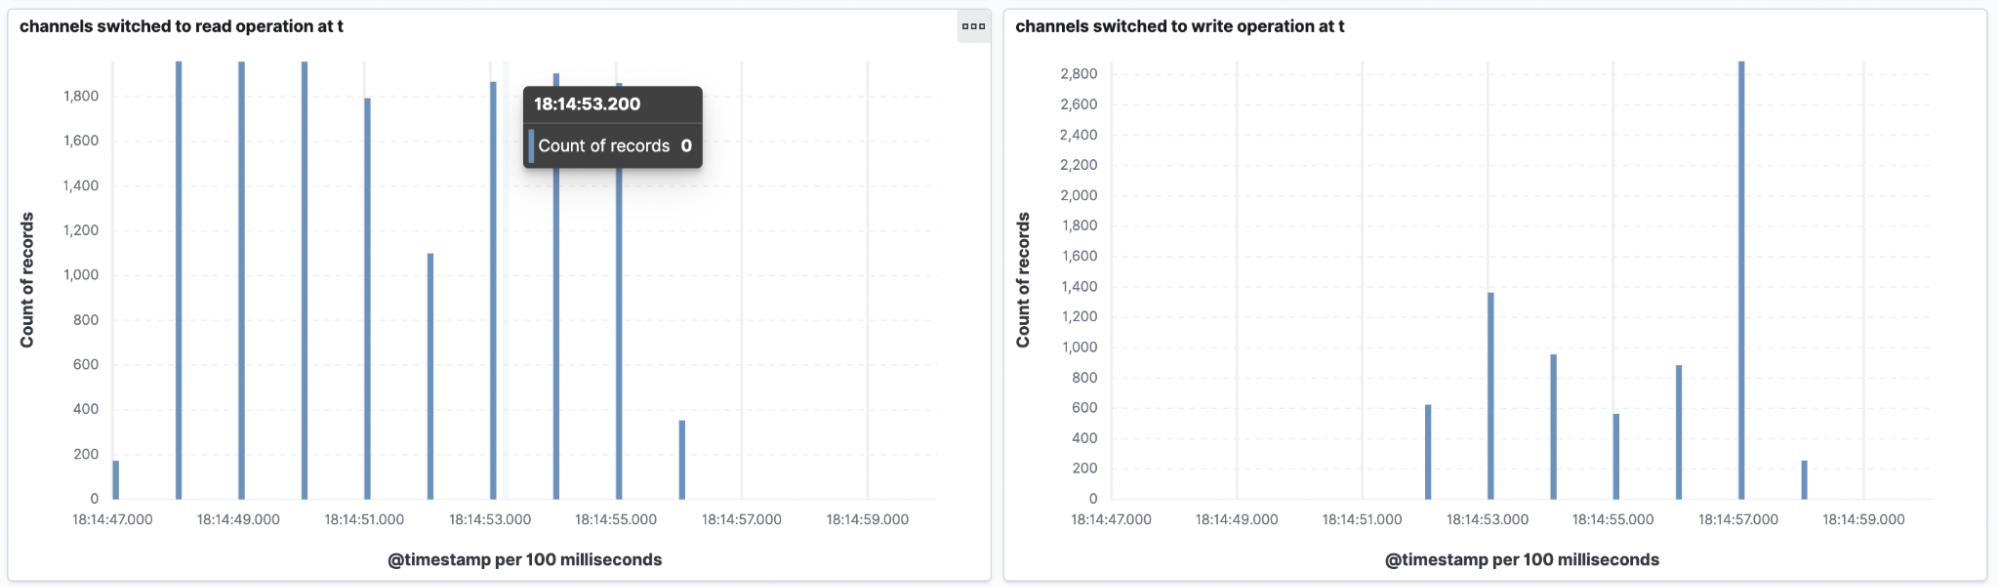 channels switched to read operation at t
1,800
1,600
1,400
1,200
1,000
800
600
400
200
0
Count of records
18:14:53.200
Count of records 0
18:14:47.000 18:14:49.000 18:14:51.000 18:14:53.000 18:14:55.000 18:14:57.000 18:14:59.000
@timestamp per 100 milliseconds
channels switched to write operation at t
2,800
2,600
2,400
2,200
2,000
1,800
1,600
1,400
1,200
1,000
800
600
400
200
0
Count of records
18:14:47.000 18:14:49.000 18:14:51.000 18:14:53.000 18:14:55.000 18:14:57.000 18:14:59.000
@timestamp per 100 milliseconds